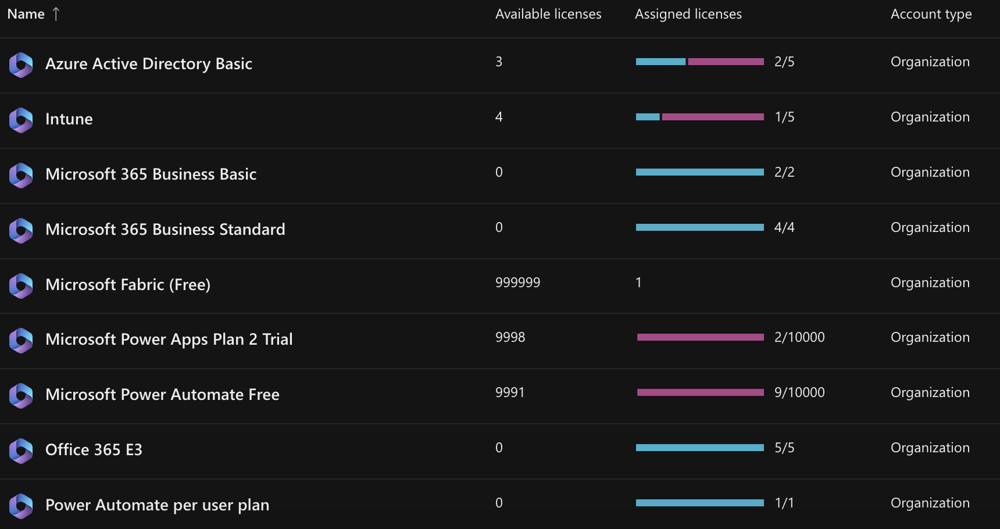 Name ↑ Available licenses Assigned licenses Account type
Azure Active Directory Basic 3 2/5 Organization
Intune 4 1/5 Organization
Microsoft 365 Business Basic 0 2/2 Organization
Microsoft 365 Business Standard 0 4/4 Organization
Microsoft Fabric (Free) 999999 1 Organization
Microsoft Power Apps Plan 2 Trial 9998 2/10000 Organization
Microsoft Power Automate Free 9991 9/10000 Organization
Office 365 E3 0 5/5 Organization
Power Automate per user plan 0 1/1 Organization